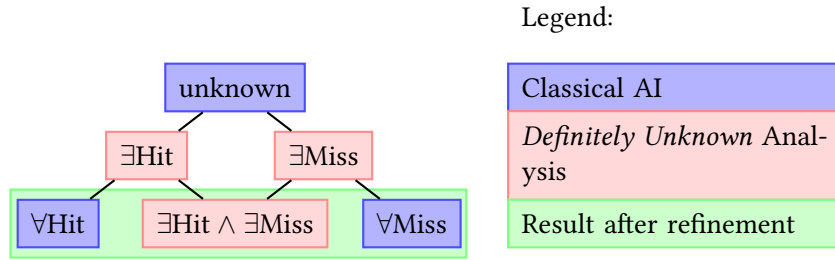 Legend:
unknown
Classical AI
∃Hit
∃Miss
Definitely Unknown Anal-
ysis
∀Hit
∃Hit ∧ ∃Miss
∀Miss
Result after refinement